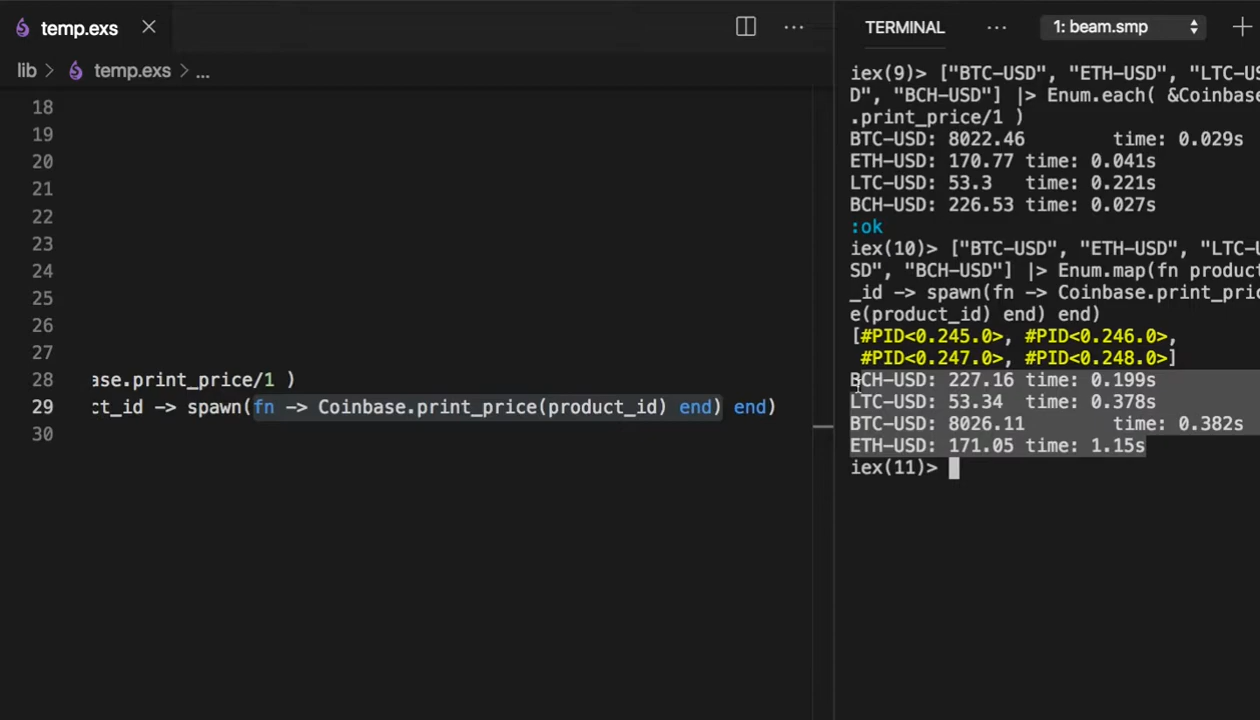 temp.exs
lib > temp.exs > ...
18
19
20
21
22
23
24
25
26
27
28 ase.print_price/1 )
29 ct_id -> spawn(fn -> Coinbase.print_price(product_id) end) end)
30
TERMINAL ... 1: beam.smp
iex(9)> ["BTC-USD", "ETH-USD", "LTC-US
D", "BCH-USD"] |> Enum.each( &Coinbase
.print_price/1 )
BTC-USD: 8022.46 time: 0.029s
ETH-USD: 170.77 time: 0.041s
LTC-USD: 53.3 time: 0.221s
BCH-USD: 226.53 time: 0.027s
:ok
iex(10)> ["BTC-USD", "ETH-USD", "LTC-U
SD", "BCH-USD"] |> Enum.map(fn product
_id -> spawn(fn -> Coinbase.print_pric
e(product_id) end) end)
[#PID<0.245.0>, #PID<0.246.0>,
#PID<0.247.0>, #PID<0.248.0>]
BCH-USD: 227.16 time: 0.199s
LTC-USD: 53.34 time: 0.378s
BTC-USD: 8026.11 time: 0.382s
ETH-USD: 171.05 time: 1.15s
iex(11)>